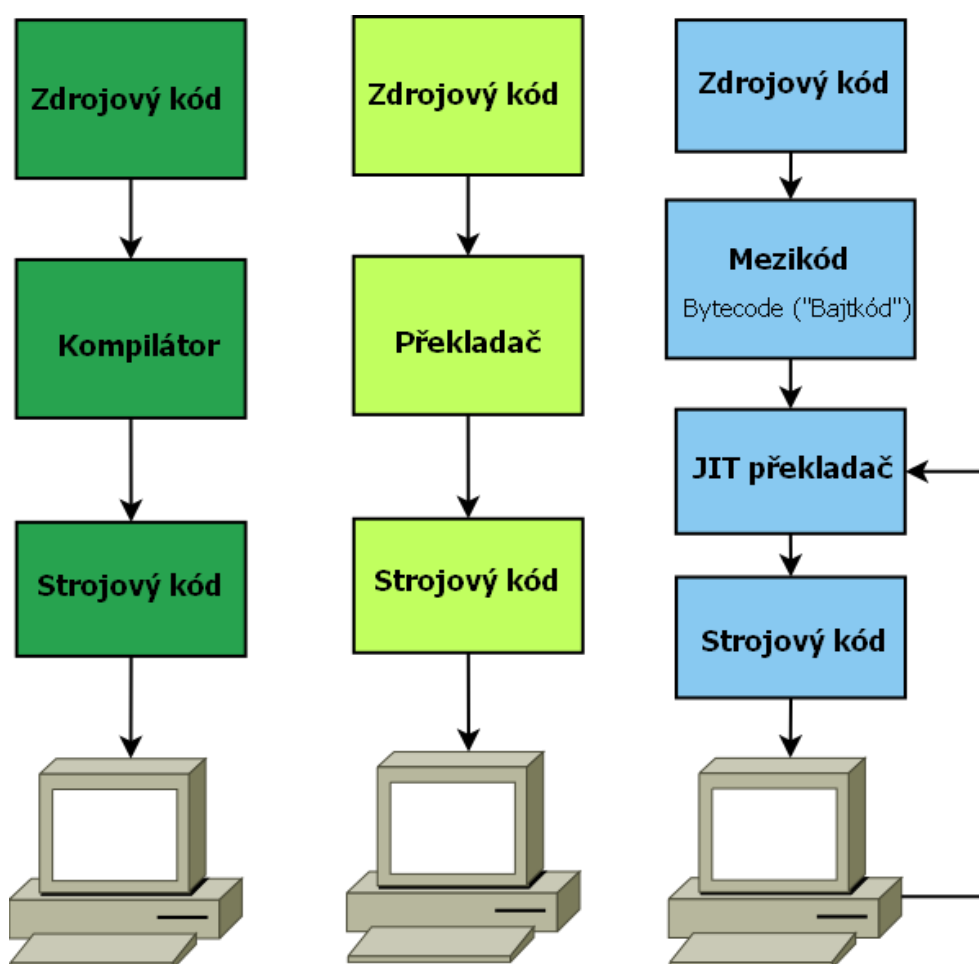 Zdrojový kód
Kompilátor
Strojový kód
Zdrojový kód
Překladač
Strojový kód
Zdrojový kód
Mezikód
Bytecode ("Bajtkód")
JIT překladač
Strojový kód